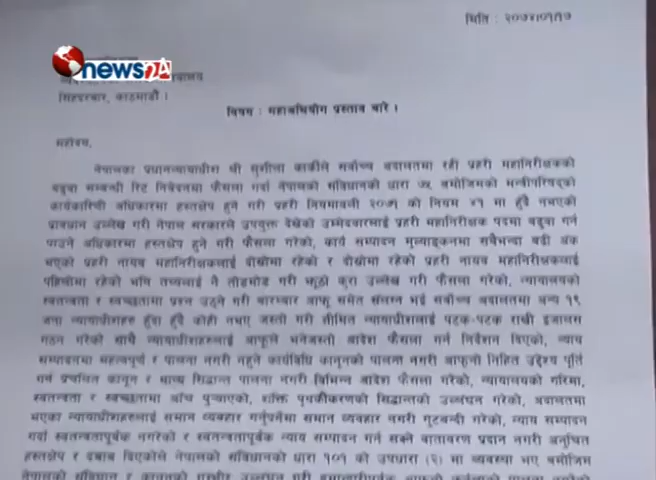 मिति : २०७४/०१/१७
news24
सिंहदरबार, काठमाडौं ।
विषय : महाअभियोग प्रस्ताव बारे ।
महोदय,
नेपालका प्रधानन्यायाधीश श्री सुशीला कार्कीले सर्वोच्च अदालतमा रही प्रहरी महानिरीक्षकको
बढुवा सम्बन्धी रिट निवेदनमा फैसला गर्दा नेपालको संविधानको धारा ७५ बमोजिमको मन्त्रीपरिषद्को
कार्यकारिणी अधिकारमा हस्तक्षेप हुने गरी प्रहरी नियमावली २०७१ को नियम ४१ मा हुँदै नभएको
प्रावधान उल्लेख गरी नेपाल सरकारले उपयुक्त देखेको उम्मेदवारलाई प्रहरी महानिरीक्षक पदमा बढुवा गर्न
पाउने अधिकारमा हस्तक्षेप हुने गरी फैसला गरेको, कार्य सम्पादन मूल्याङ्कनमा सबैभन्दा बढी अंक
भएको प्रहरी नायब महानिरीक्षकलाई दोस्रोमा रहेको र दोस्रोमा रहेको प्रहरी नायब महानिरीक्षकलाई
पहिलोमा रहेको भनि तथ्यलाई नै तोडमोड गरी झूठो कुरा उल्लेख गरी फैसला गरेको, न्यायालयको
स्वतन्त्रता र स्वच्छतामा प्रश्न उठ्ने गरी बारम्बार आफू समेत संलग्न भई सर्वोच्च अदालतमा अन्य १९
जना न्यायाधीशहरु हुँदा हुँदै कोही नभए जस्तो गरी सीमित न्यायाधीशलाई पटक-पटक राखी इजलास
गठन गरेको साथै न्यायाधीशहरुलाई आफूले भनेजस्तो आदेश फैसला गर्न निर्देशन दिएको, न्याय
सम्पादनमा महत्वपूर्ण र पालना नगरी नहुने कार्यविधि कानूनको पालना नगरी आफ्नो निहित उद्देश्य पूर्ति
गर्न प्रचलित कानून र मान्य सिद्धान्त पालना नगरी विभिन्न आदेश फैसला गरेको, न्यायालयको गरिमा,
स्वतन्त्रता र स्वच्छतामा आँच पुऱ्याएको, शक्ति पृथकीकरणको सिद्धान्तको उल्लंघन गरेको, अदालतमा
भएका न्यायाधीशहरुलाई समान व्यवहार गर्नुपर्नेमा समान व्यवहार नगरी गुटबन्दी गरेको, न्याय सम्पादन
गर्दा स्वतन्त्रतापूर्वक नगरेको र स्वतन्त्रतापूर्वक न्याय सम्पादन गर्न सक्ने वातावरण प्रदान नगरी अनुचित
हस्तक्षेप र दबाब दिएकोले नेपालको संविधानको धारा १०१ को उपधारा (२) मा व्यवस्था भए बमोजिम
नेपालको संविधान र कानूनको गम्भीर उल्लंघन गरी